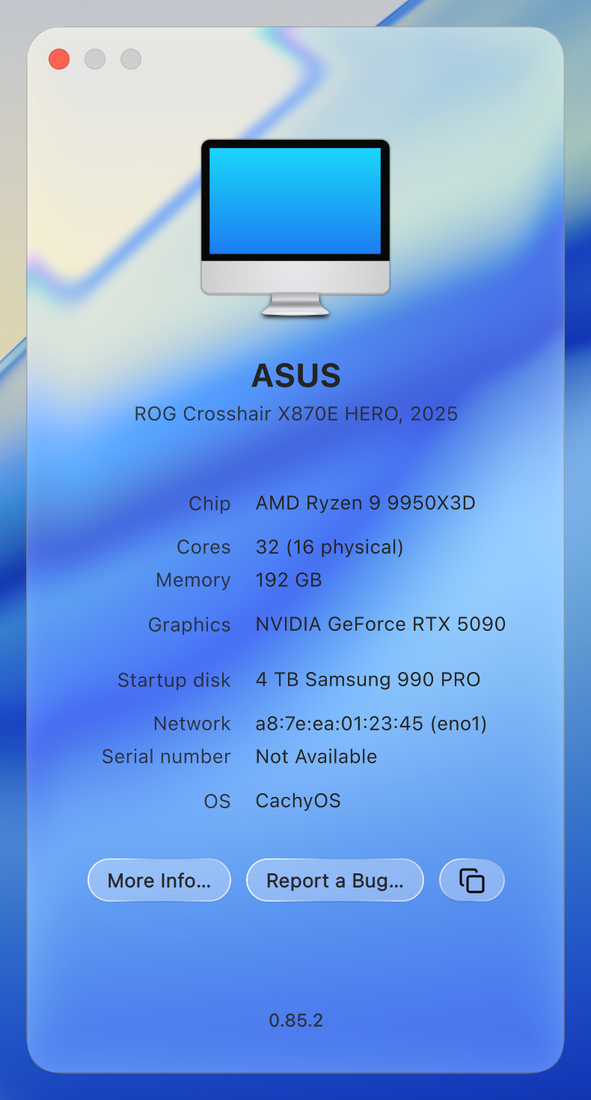 ASUS
ROG Crosshair X870E HERO, 2025
Chip AMD Ryzen 9 9950X3D
Cores 32 (16 physical)
Memory 192 GB
Graphics NVIDIA GeForce RTX 5090
Startup disk 4 TB Samsung 990 PRO
Network a8:7e:ea:01:23:45 (eno1)
Serial number Not Available
OS CachyOS
More Info... Report a Bug...
0.85.2